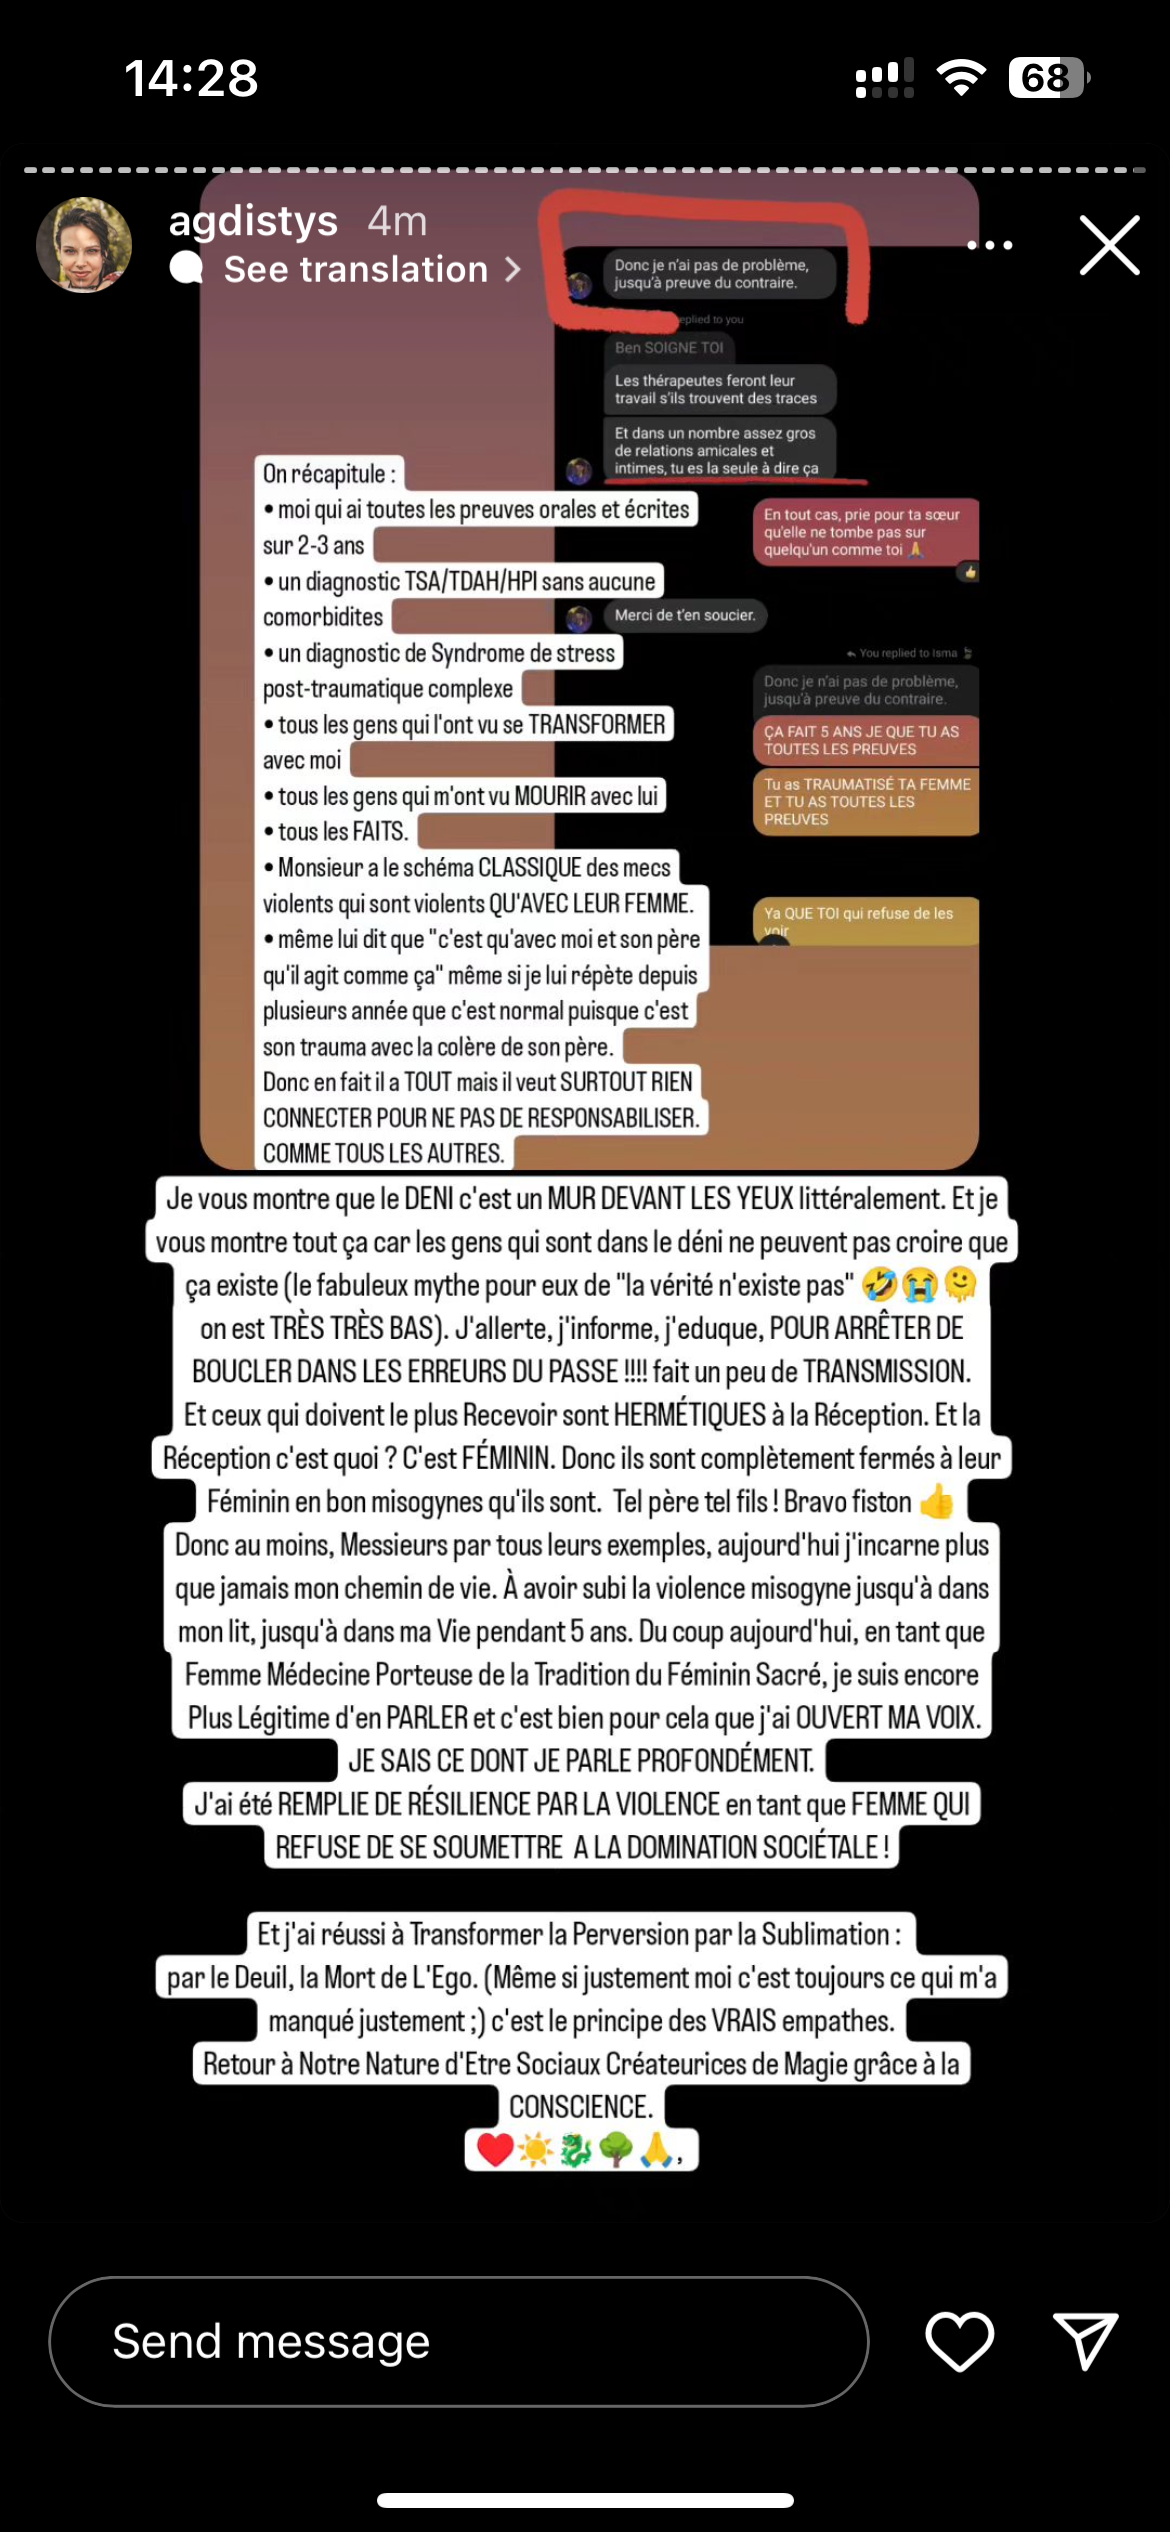 14:28
68
agdistys 4m
See translation >
Donc je n'ai pas de problème,
jusqu'à preuve du contraire.
eplied to you
Ben SOIGNE TOI
Les thérapeutes feront leur
travail s'ils trouvent des traces
Et dans un nombre assez gros
de relations amicales et
intimes, tu es la seule à dire ça
En tout cas, prie pour ta sœur
qu'elle ne tombe pas sur
quelqu'un comme toi 🙏
👍
Merci de t'en soucier.
You replied to Isma
Donc je n'ai pas de problème,
jusqu'à preuve du contraire.
ÇA FAIT 5 ANS JE QUE TU AS
TOUTES LES PREUVES
Tu as TRAUMATISÉ TA FEMME
ET TU AS TOUTES LES
PREUVES
Ya QUE TOI qui refuse de les
voir
On récapitule :
• moi qui ai toutes les preuves orales et écrites
sur 2-3 ans
• un diagnostic TSA/TDAH/HPI sans aucune
comorbidites
• un diagnostic de Syndrome de stress
post-traumatique complexe
• tous les gens qui l'ont vu se TRANSFORMER
avec moi
• tous les gens qui m'ont vu MOURIR avec lui
• tous les FAITS.
• Monsieur a le schéma CLASSIQUE des mecs
violents qui sont violents QU'AVEC LEUR FEMME.
• même lui dit que "c'est qu'avec moi et son père
qu'il agit comme ça" même si je lui répète depuis
plusieurs année que c'est normal puisque c'est
son trauma avec la colère de son père.
Donc en fait il a TOUT mais il veut SURTOUT RIEN
CONNECTER POUR NE PAS DE RESPONSABILISER.
COMME TOUS LES AUTRES.
Je vous montre que le DENI c'est un MUR DEVANT LES YEUX littéralement. Et je
vous montre tout ça car les gens qui sont dans le déni ne peuvent pas croire que
ça existe (le fabuleux mythe pour eux de "la vérité n'existe pas" 🤣😭🫠
on est TRÈS TRÈS BAS). J'allerte, j'informe, j'eduque, POUR ARRÊTER DE
BOUCLER DANS LES ERREURS DU PASSE !!!! fait un peu de TRANSMISSION.
Et ceux qui doivent le plus Recevoir sont HERMÉTIQUES à la Réception. Et la
Réception c'est quoi ? C'est FÉMININ. Donc ils sont complètement fermés à leur
Féminin en bon misogynes qu'ils sont. Tel père tel fils ! Bravo fiston 👍
Donc au moins, Messieurs par tous leurs exemples, aujourd'hui j'incarne plus
que jamais mon chemin de vie. À avoir subi la violence misogyne jusqu'à dans
mon lit, jusqu'à dans ma Vie pendant 5 ans. Du coup aujourd'hui, en tant que
Femme Médecine Porteuse de la Tradition du Féminin Sacré, je suis encore
Plus Légitime d'en PARLER et c'est bien pour cela que j'ai OUVERT MA VOIX.
JE SAIS CE DONT JE PARLE PROFONDÉMENT.
J'ai été REMPLIE DE RÉSILIENCE PAR LA VIOLENCE en tant que FEMME QUI
REFUSE DE SE SOUMETTRE A LA DOMINATION SOCIÉTALE !
Et j'ai réussi à Transformer la Perversion par la Sublimation :
par le Deuil, la Mort de L'Ego. (Même si justement moi c'est toujours ce qui m'a
manqué justement ;) c'est le principe des VRAIS empathes.
Retour à Notre Nature d'Etre Sociaux Créateurices de Magie grâce à la
CONSCIENCE.
♥️☀️🐉🌳🙏,
Send message